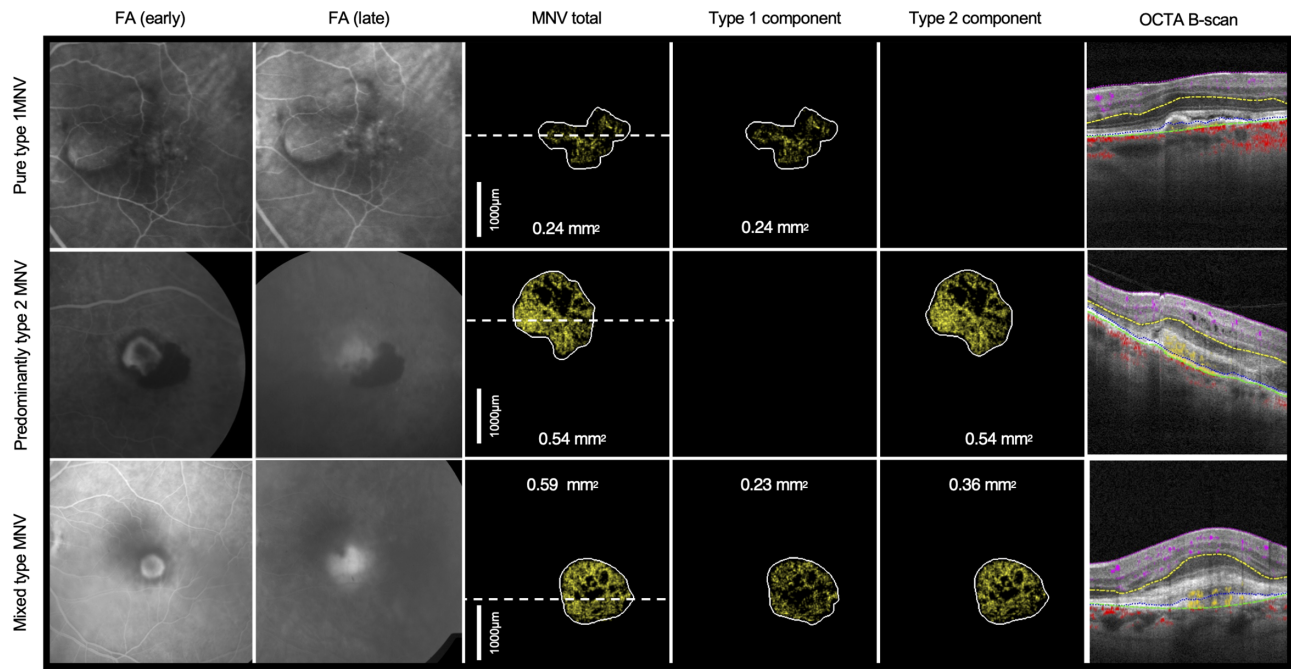 FA (early)
FA (late)
MNV total
Type 1 component
Type 2 component
OCTA B-scan
Pure type 1MNV
1000µm
0.24 mm²
0.24 mm²
Predominantly type 2 MNV
1000µm
0.54 mm²
0.54 mm²
Mixed type MNV
0.59 mm²
0.23 mm²
0.36 mm²
1000µm